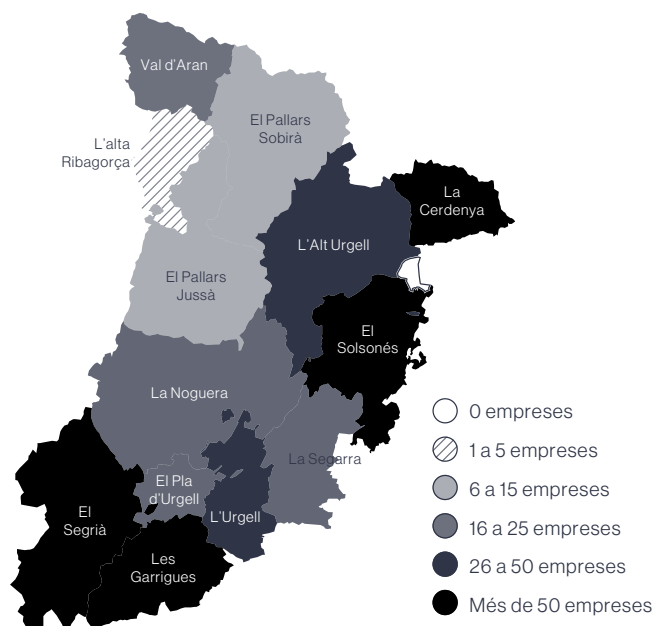 Val d'Aran
El Pallars
Sobirà
L'alta
Ribagorça
La
Cerdenya
L'Alt Urgell
El Pallars
Jussà
El
Solsonés
La Noguera
La Segarra
El Pla
d'Urgell
L'Urgell
El
Segrià
Les
Garrigues
0 empreses
1 a 5 empreses
6 a 15 empreses
16 a 25 empreses
26 a 50 empreses
Més de 50 empreses